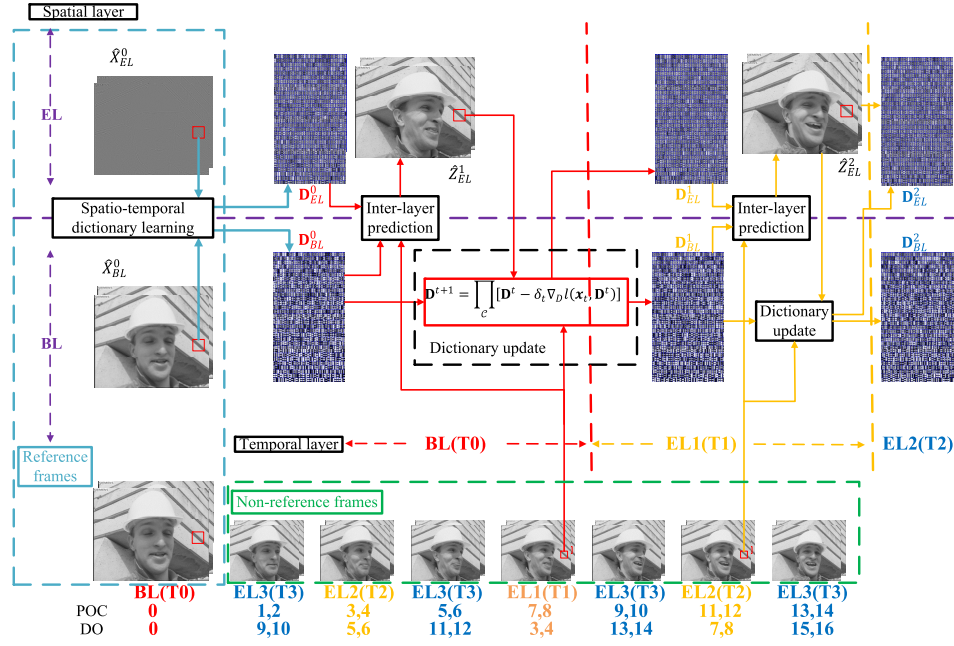 Spatial layer
X̂⁰_EL
EL
Ẑ¹_EL
Ẑ²_EL
D⁰_EL
D¹_EL
D²_EL
Spatio-temporal
dictionary learning
Inter-layer
prediction
Inter-layer
prediction
D⁰_BL
D¹_BL
D²_BL
X̂⁰_BL
BL
D^{t+1} = ∏_𝒞 [D^t − δ_t∇_D l(x_t, D^t)]
Dictionary update
Dictionary
update
Temporal layer
BL(T0)
EL1(T1)
EL2(T2)
Reference
frames
Non-reference frames
BL(T0) EL3(T3) EL2(T2) EL3(T3) EL1(T1) EL3(T3) EL2(T2) EL3(T3)
POC 0 1,2 3,4 5,6 7,8 9,10 11,12 13,14
DO 0 9,10 5,6 11,12 3,4 13,14 7,8 15,16